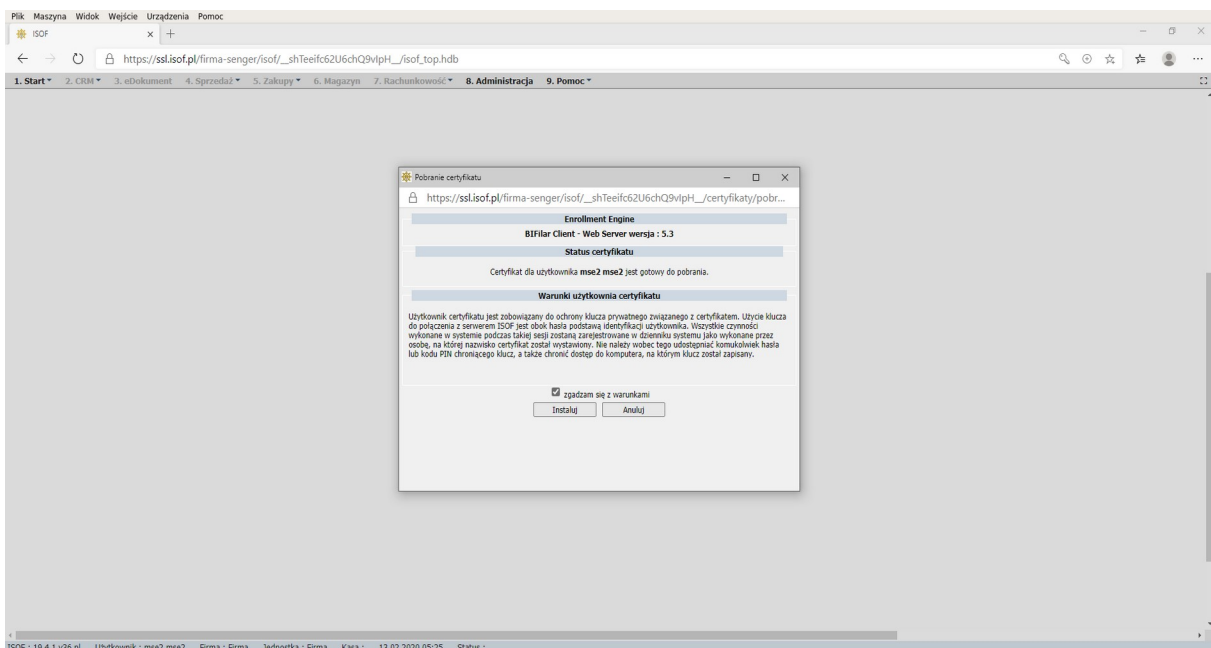 Plik Maszyna Widok Wejście Urządzenia Pomoc
ISOF
https://ssl.isof.pl/firma-senger/isof/__shTeeifc62U6chQ9vIpH__/isof_top.hdb
1. Start 2. CRM 3. eDokument 4. Sprzedaż 5. Zakupy 6. Magazyn 7. Rachunkowość 8. Administracja 9. Pomoc
Pobranie certyfikatu
https://ssl.isof.pl/firma-senger/isof/__shTeeifc62U6chQ9vIpH__/certyfikaty/pobr...
Enrollment Engine
BIFilar Client - Web Server wersja : 5.3
Status certyfikatu
Certyfikat dla użytkownika mse2 mse2 jest gotowy do pobrania.
Warunki użytkownia certyfikatu
Użytkownik certyfikatu jest zobowiązany do ochrony klucza prywatnego związanego z certyfikatem. Użycie klucza
do połączenia z serwerem ISOF jest obok hasła podstawą identyfikacji użytkownika. Wszystkie czynności
wykonane w systemie podczas takiej sesji zostaną zarejestrowane w dzienniku systemu jako wykonane przez
osobę, na której nazwisko certyfikat został wystawiony. Nie należy wobec tego udostępniać komukolwiek hasła
lub kodu PIN chroniącego klucz, a także chronić dostęp do komputera, na którym klucz został zapisany.
zgadzam się z warunkami
Instaluj Anuluj
ISOF : 19.4.1 v36 pl Użytkownik : mse2 mse2 Firma : Firma Jednostka : Firma Kasa : 13.02.2020 05:25 Status :